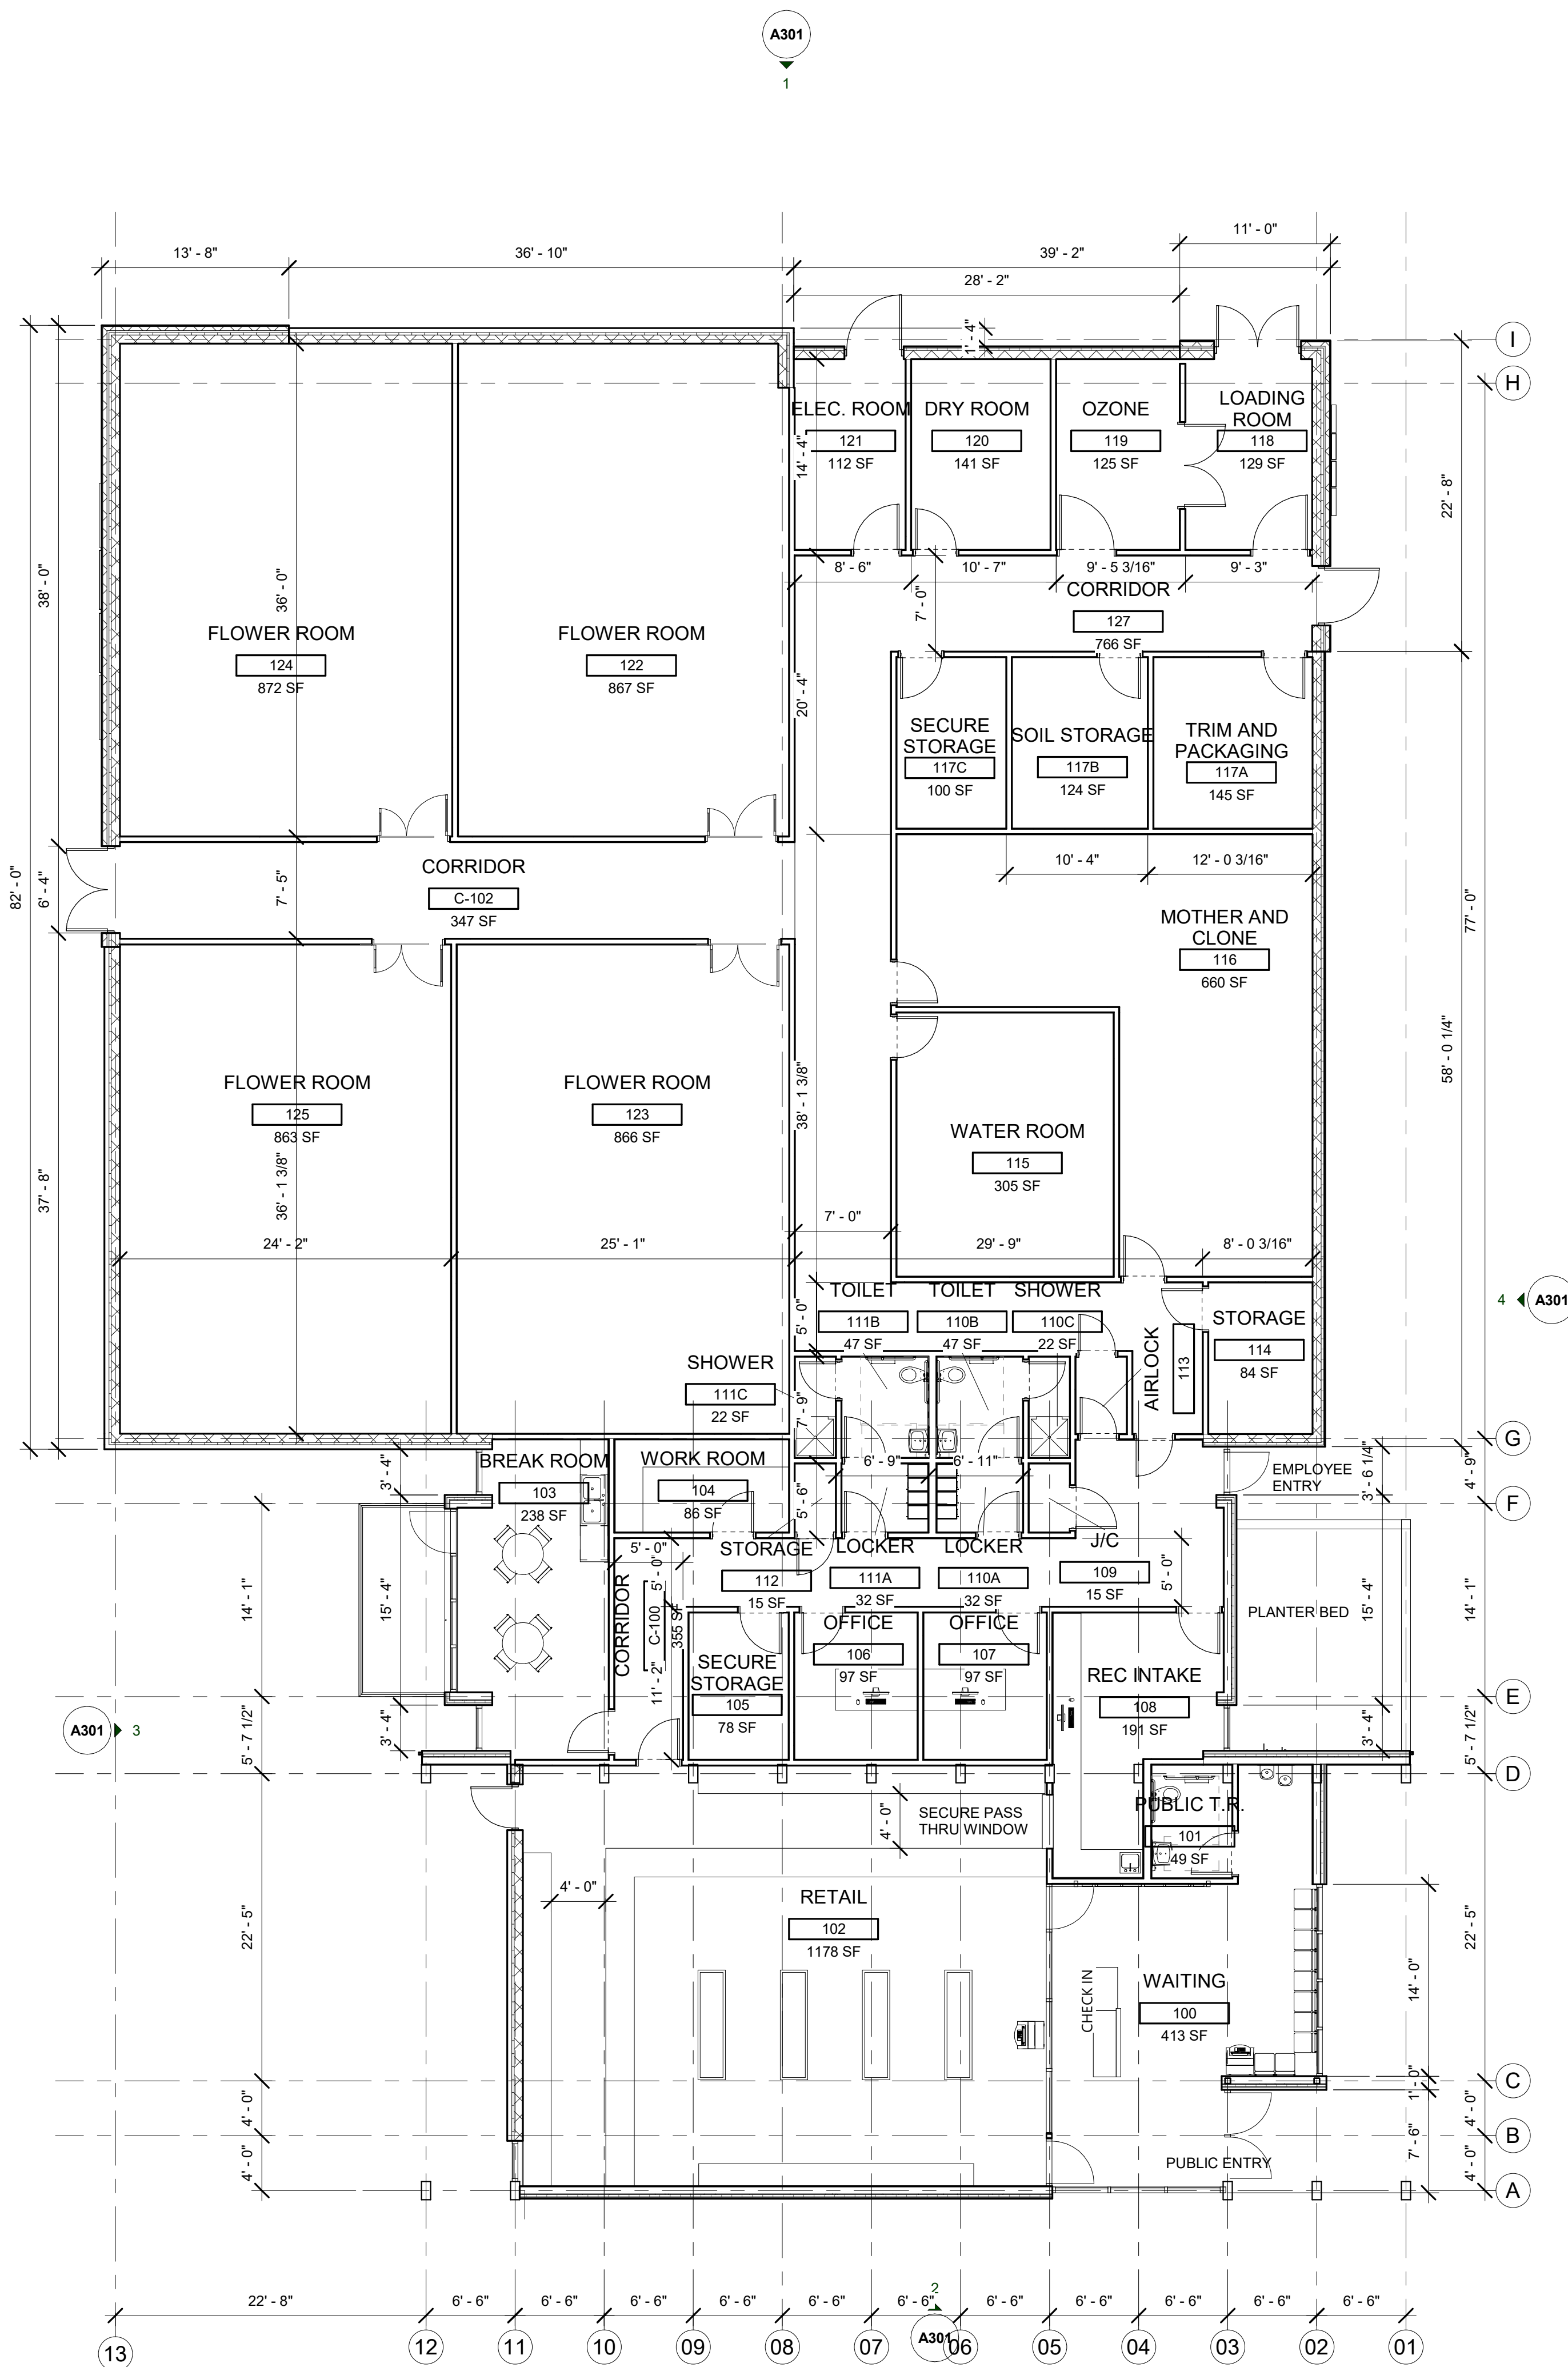 A301
1
11' - 0"
13' - 8"
36' - 10"
39' - 2"
28' - 2"
1' - 4"
I
H
ELEC. ROOM
121
112 SF
DRY ROOM
120
141 SF
OZONE
119
125 SF
LOADING
ROOM
118
129 SF
14' - 4"
22' - 8"
38' - 0"
36' - 0"
8' - 6"
10' - 7"
9' - 5 3/16"
9' - 3"
7' - 0"
CORRIDOR
127
766 SF
FLOWER ROOM
124
872 SF
FLOWER ROOM
122
867 SF
20' - 4"
SECURE
STORAGE
117C
100 SF
SOIL STORAGE
117B
124 SF
TRIM AND
PACKAGING
117A
145 SF
82' - 0"
6' - 4"
7' - 5"
CORRIDOR
C-102
347 SF
10' - 4"
12' - 0 3/16"
77' - 0"
MOTHER AND
CLONE
116
660 SF
58' - 0 1/4"
FLOWER ROOM
125
863 SF
FLOWER ROOM
123
866 SF
38' - 1 3/8"
WATER ROOM
115
305 SF
37' - 8"
36' - 1 3/8"
7' - 0"
24' - 2"
25' - 1"
29' - 9"
8' - 0 3/16"
TOILET
111B
47 SF
TOILET
110B
47 SF
SHOWER
110C
22 SF
5' - 0"
4
A301
AIRLOCK
113
STORAGE
114
84 SF
SHOWER
111C
22 SF
7' - 9"
G
BREAK ROOM
103
238 SF
WORK ROOM
104
86 SF
6' - 9"
6' - 11"
EMPLOYEE
ENTRY
3' - 4"
3' - 6 1/4"
4' - 9"
5' - 6"
F
STORAGE
112
15 SF
LOCKER
111A
32 SF
LOCKER
110A
32 SF
J/C
109
15 SF
5' - 0"
5' - 0"
5' - 0"
14' - 1"
15' - 4"
CORRIDOR
C-100
355 SF
11' - 2"
PLANTER BED
15' - 4"
14' - 1"
SECURE
STORAGE
105
78 SF
OFFICE
106
97 SF
OFFICE
107
97 SF
REC INTAKE
108
191 SF
E
A301
3
5' - 7 1/2"
3' - 4"
3' - 4"
5' - 7 1/2"
D
4' - 0"
SECURE PASS
THRU WINDOW
PUBLIC T.R.
101
49 SF
4' - 0"
RETAIL
102
1178 SF
22' - 5"
CHECK IN
WAITING
100
413 SF
14' - 0"
22' - 5"
C
1' - 0"
4' - 0"
4' - 0"
B
7' - 6"
PUBLIC ENTRY
4' - 0"
4' - 0"
A
2
22' - 8"
6' - 6"
6' - 6"
6' - 6"
6' - 6"
6' - 6"
6' - 6"
6' - 6"
6' - 6"
6' - 6"
6' - 6"
6' - 6"
13
12
11
10
09
08
07
A301
06
05
04
03
02
01